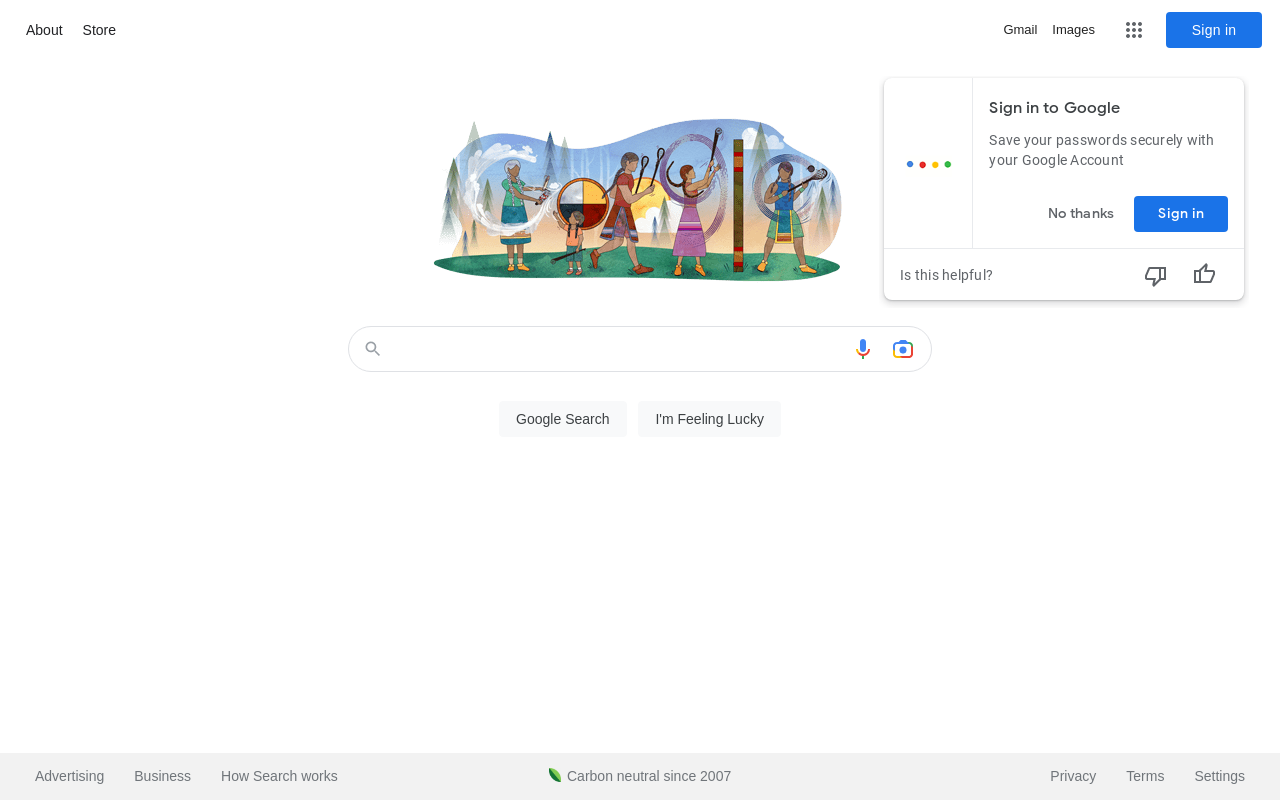 About Store
Gmail Images
Sign in
Sign in to Google
Save your passwords securely with
your Google Account
No thanks
Sign in
Is this helpful?
Google Search
I'm Feeling Lucky
Advertising Business How Search works
Carbon neutral since 2007
Privacy Terms Settings